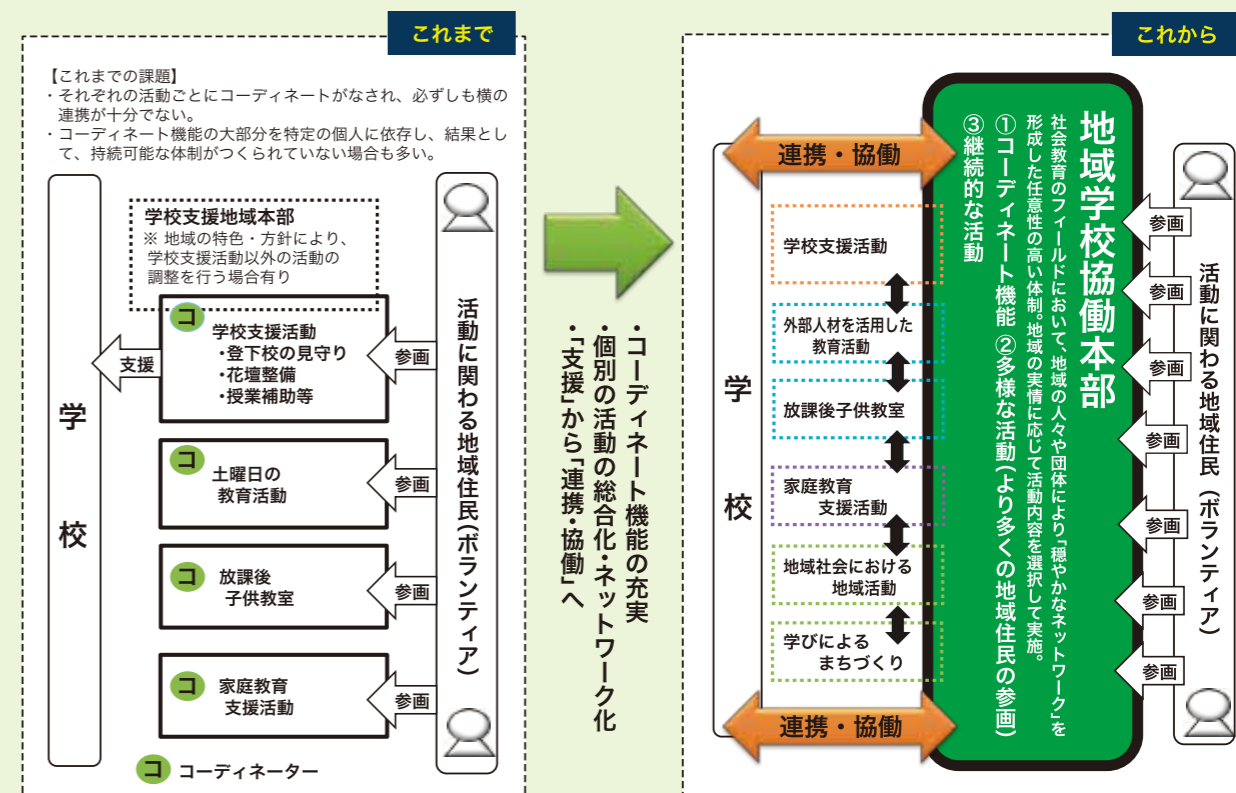 これまで
【これまでの課題】
・それぞれの活動ごとにコーディネートがなされ、必ずしも横の
連携が十分でない。
・コーディネート機能の大部分を特定の個人に依存し、結果とし
て、持続可能な体制がつくられていない場合も多い。
学校
学校支援地域本部
※ 地域の特色・方針により、
学校支援活動以外の活動の
調整を行う場合有り
コ
学校支援活動
・登下校の見守り
・花壇整備
・授業補助等
支援
参画
コ
土曜日の
教育活動
参画
コ
放課後
子供教室
参画
コ
家庭教育
支援活動
参画
活動に関わる地域住民(ボランティア)
コ コーディネーター
・コーディネート機能の充実
・個別の活動の総合化・ネットワーク化
・「支援」から「連携・協働」へ
これから
学校
連携・協働
学校支援活動
外部人材を活用した
教育活動
放課後子供教室
家庭教育
支援活動
地域社会における
地域活動
学びによる
まちづくり
連携・協働
地域学校協働本部
社会教育のフィールドにおいて、地域の人々や団体により「穏やかなネットワーク」を
形成した任意性の高い体制。地域の実情に応じて活動内容を選択して実施。
①コーディネート機能 ②多様な活動(より多くの地域住民の参画)
③継続的な活動
参画
参画
参画
参画
参画
参画
参画
活動に関わる地域住民(ボランティア)